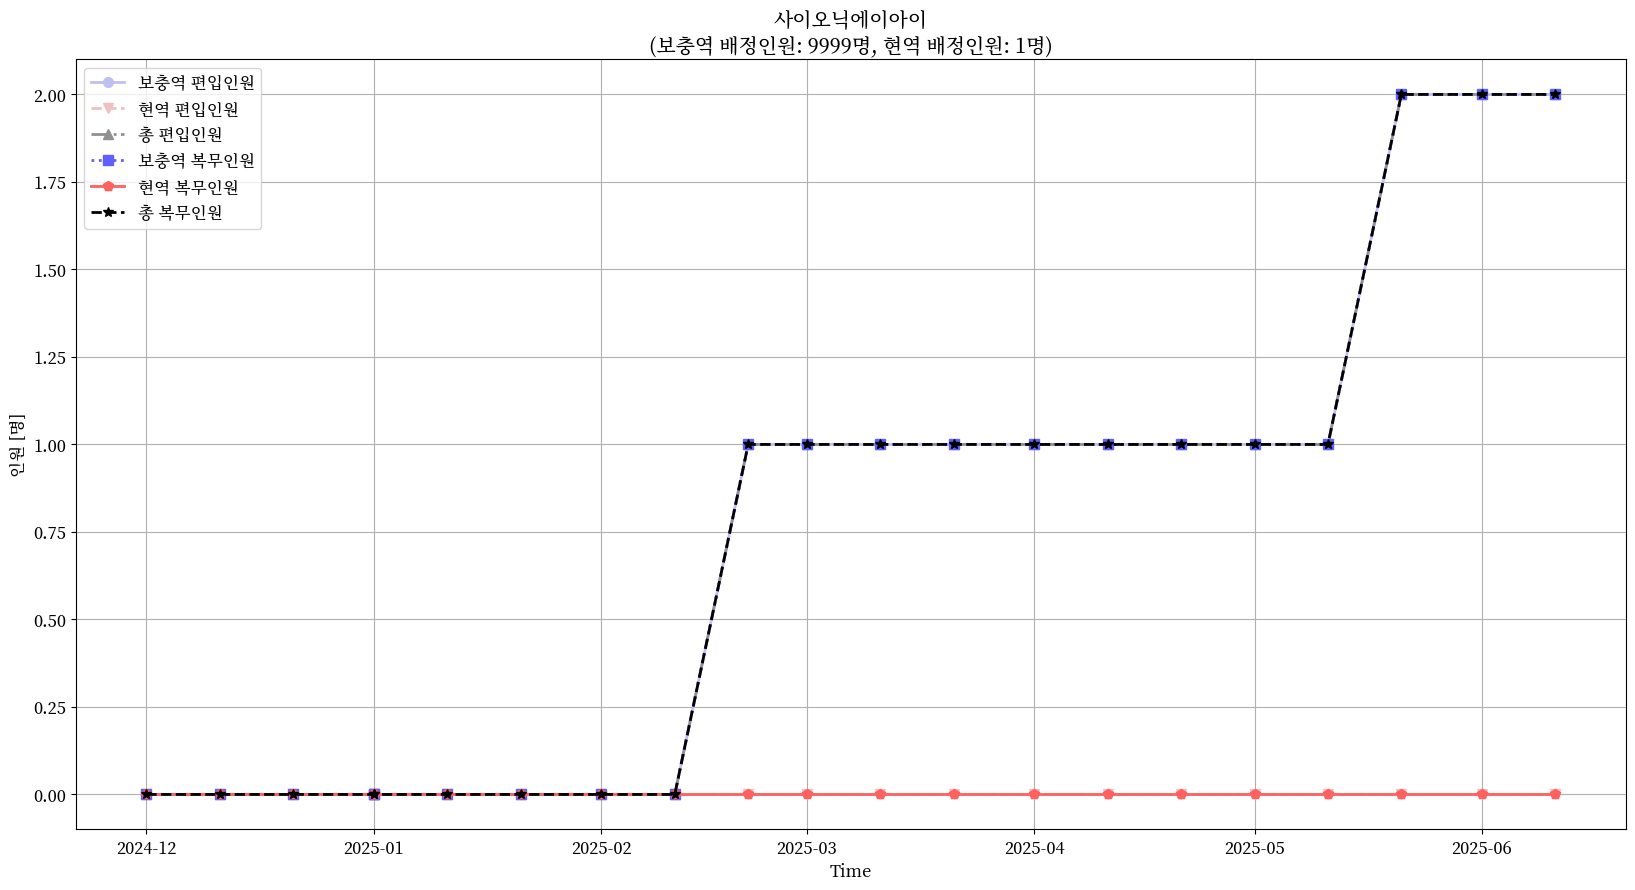 사이오닉에이아이
(보충역 배정인원: 9999명, 현역 배정인원: 1명)
보충역 편입인원
현역 편입인원
총 편입인원
보충역 복무인원
현역 복무인원
총 복무인원
2.00
1.75
1.50
1.25
1.00
0.75
0.50
0.25
0.00
인원 [명]
2024-12 2025-01 2025-02 2025-03 2025-04 2025-05 2025-06
Time